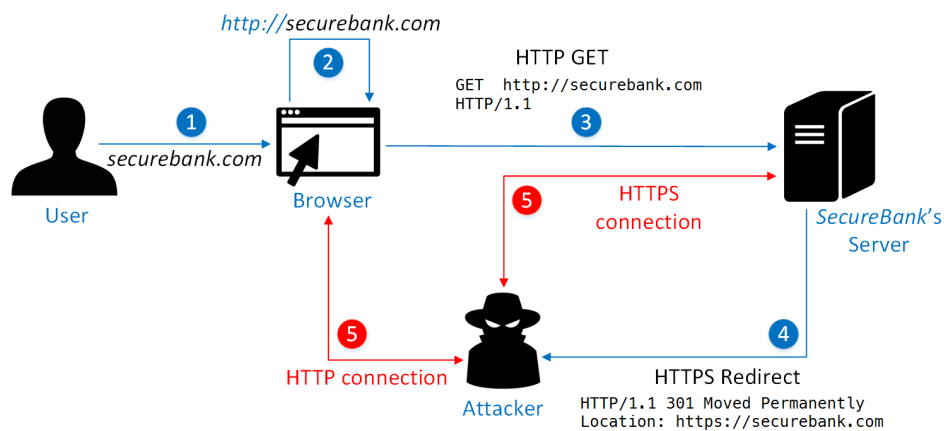 http://securebank.com
2
HTTP GET
GET  http://securebank.com
HTTP/1.1
1
3
securebank.com
User
Browser
5
HTTPS
connection
SecureBank's
Server
5
4
HTTP connection
HTTPS Redirect
Attacker
HTTP/1.1 301 Moved Permanently
Location: https://securebank.com